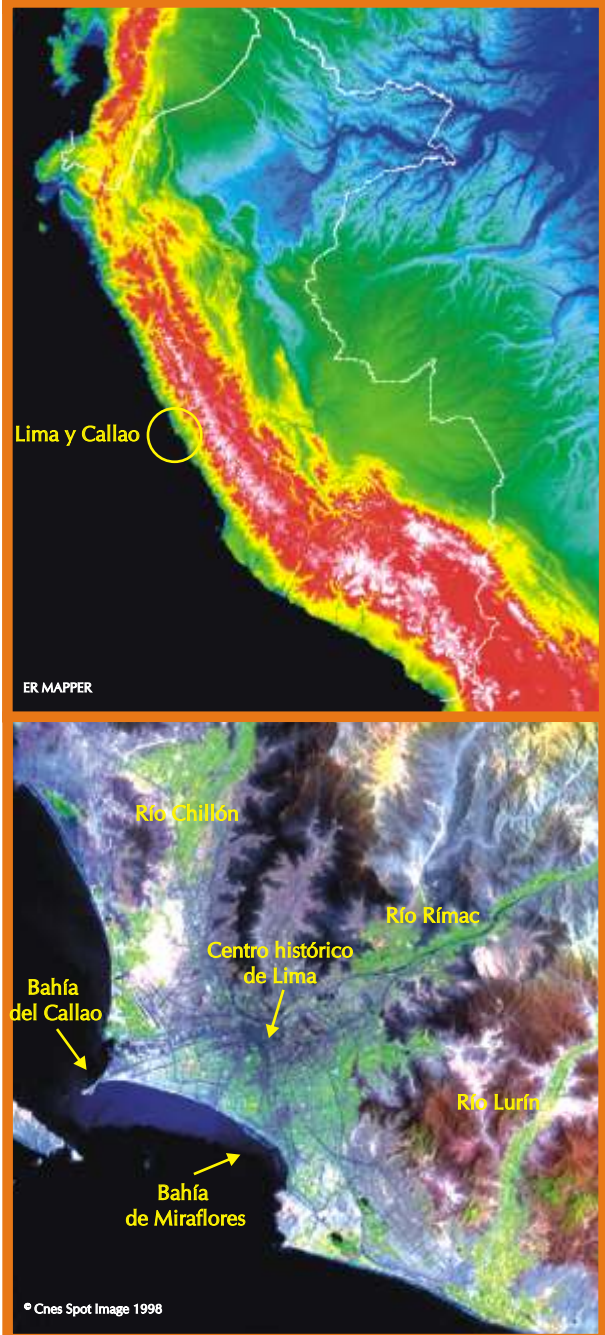 Lima y Callao
ER MAPPER
Río Chillón
Río Rímac
Centro histórico
de Lima
Bahía
del Callao
Río Lurín
Bahía
de Miraflores
© Cnes Spot Image 1998